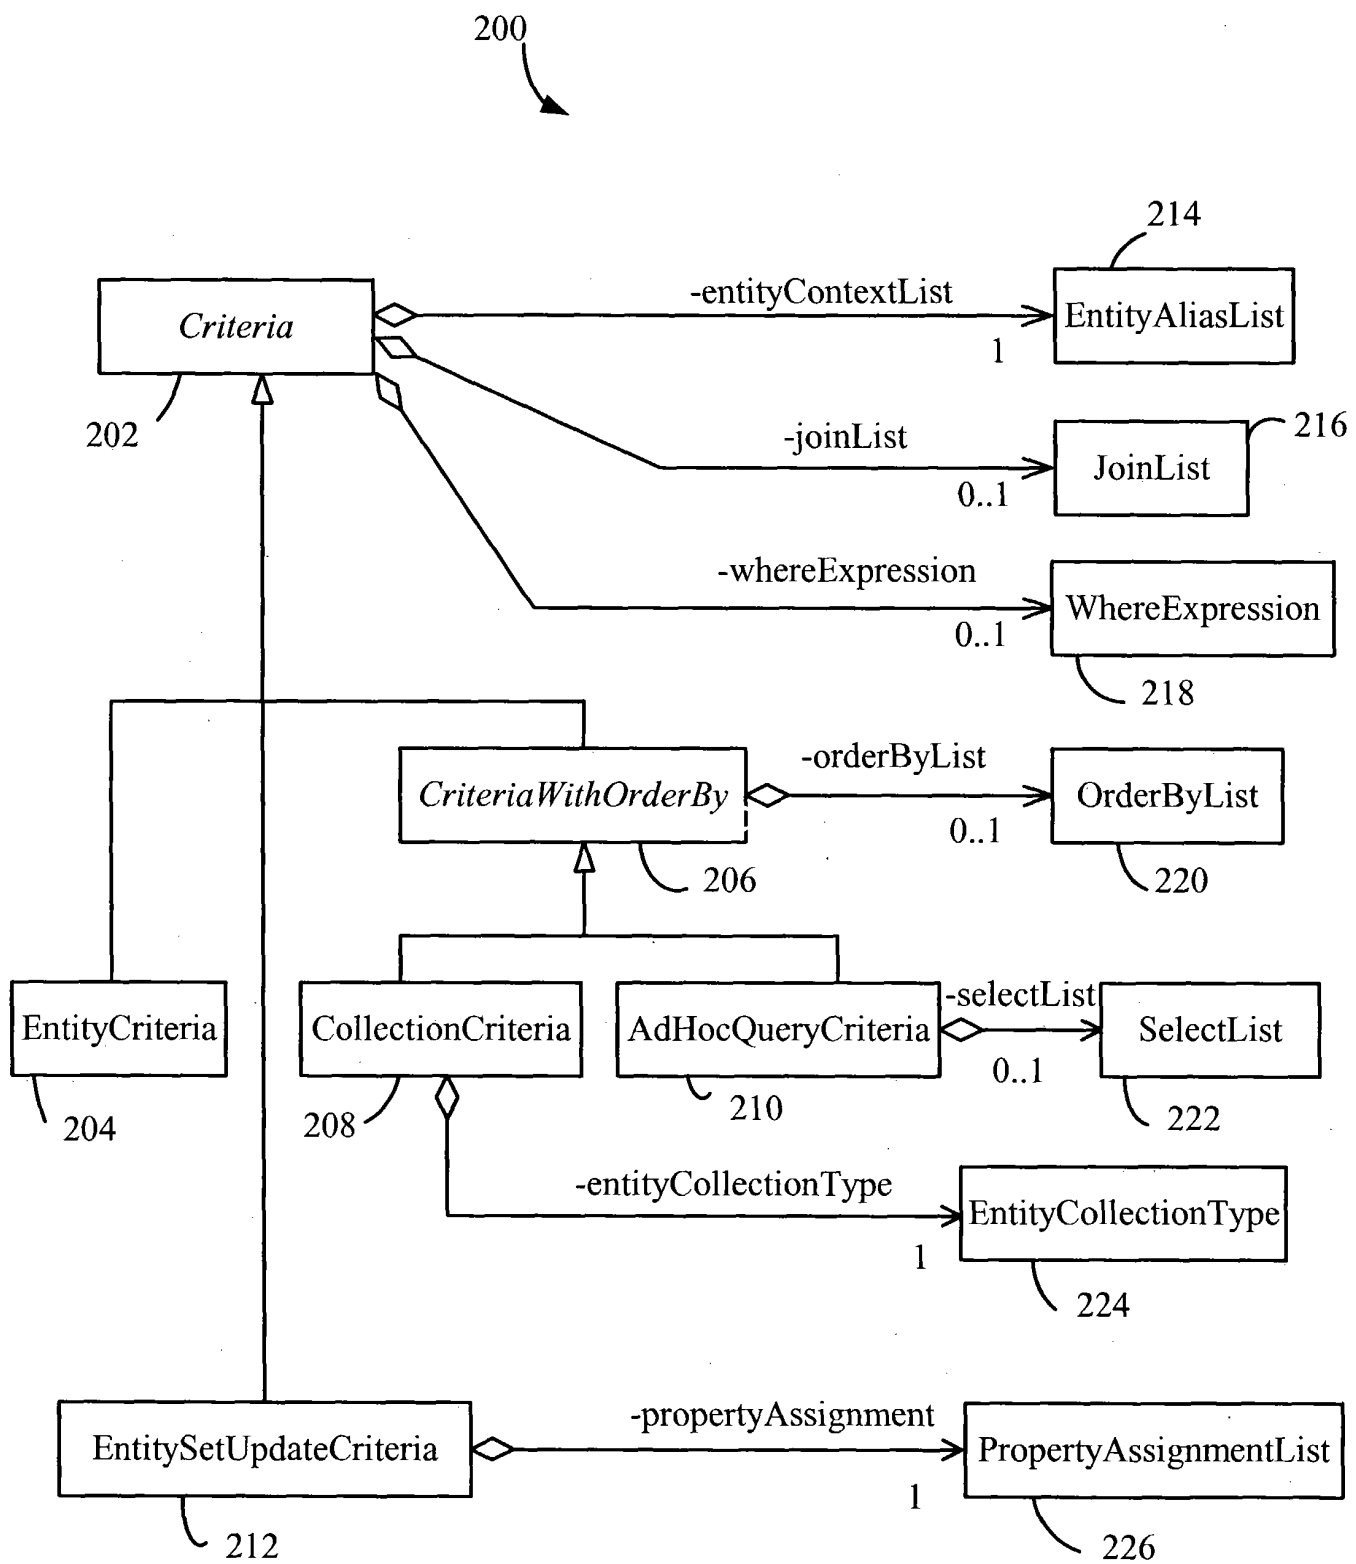 200
214
-entityContextList
EntityAliasList
Criteria
1
202
216
-joinList
JoinList
0..1
-whereExpression
WhereExpression
0..1
218
-orderByList
CriteriaWithOrderBy
OrderByList
0..1
206
220
-selectList
EntityCriteria
CollectionCriteria
AdHocQueryCriteria
SelectList
0..1
204
208
210
222
-entityCollectionType
EntityCollectionType
1
224
-propertyAssignment
EntitySetUpdateCriteria
PropertyAssignmentList
1
212
226